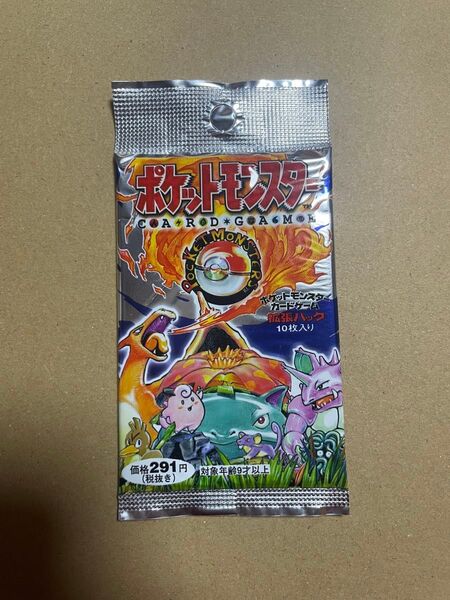 ポケットモンスター
CARD GAME
POCKET MONSTERS
ポケットモンスター
カードゲーム
拡張パック
10枚入り
価格291円
(税抜き)
対象年齢9才以上